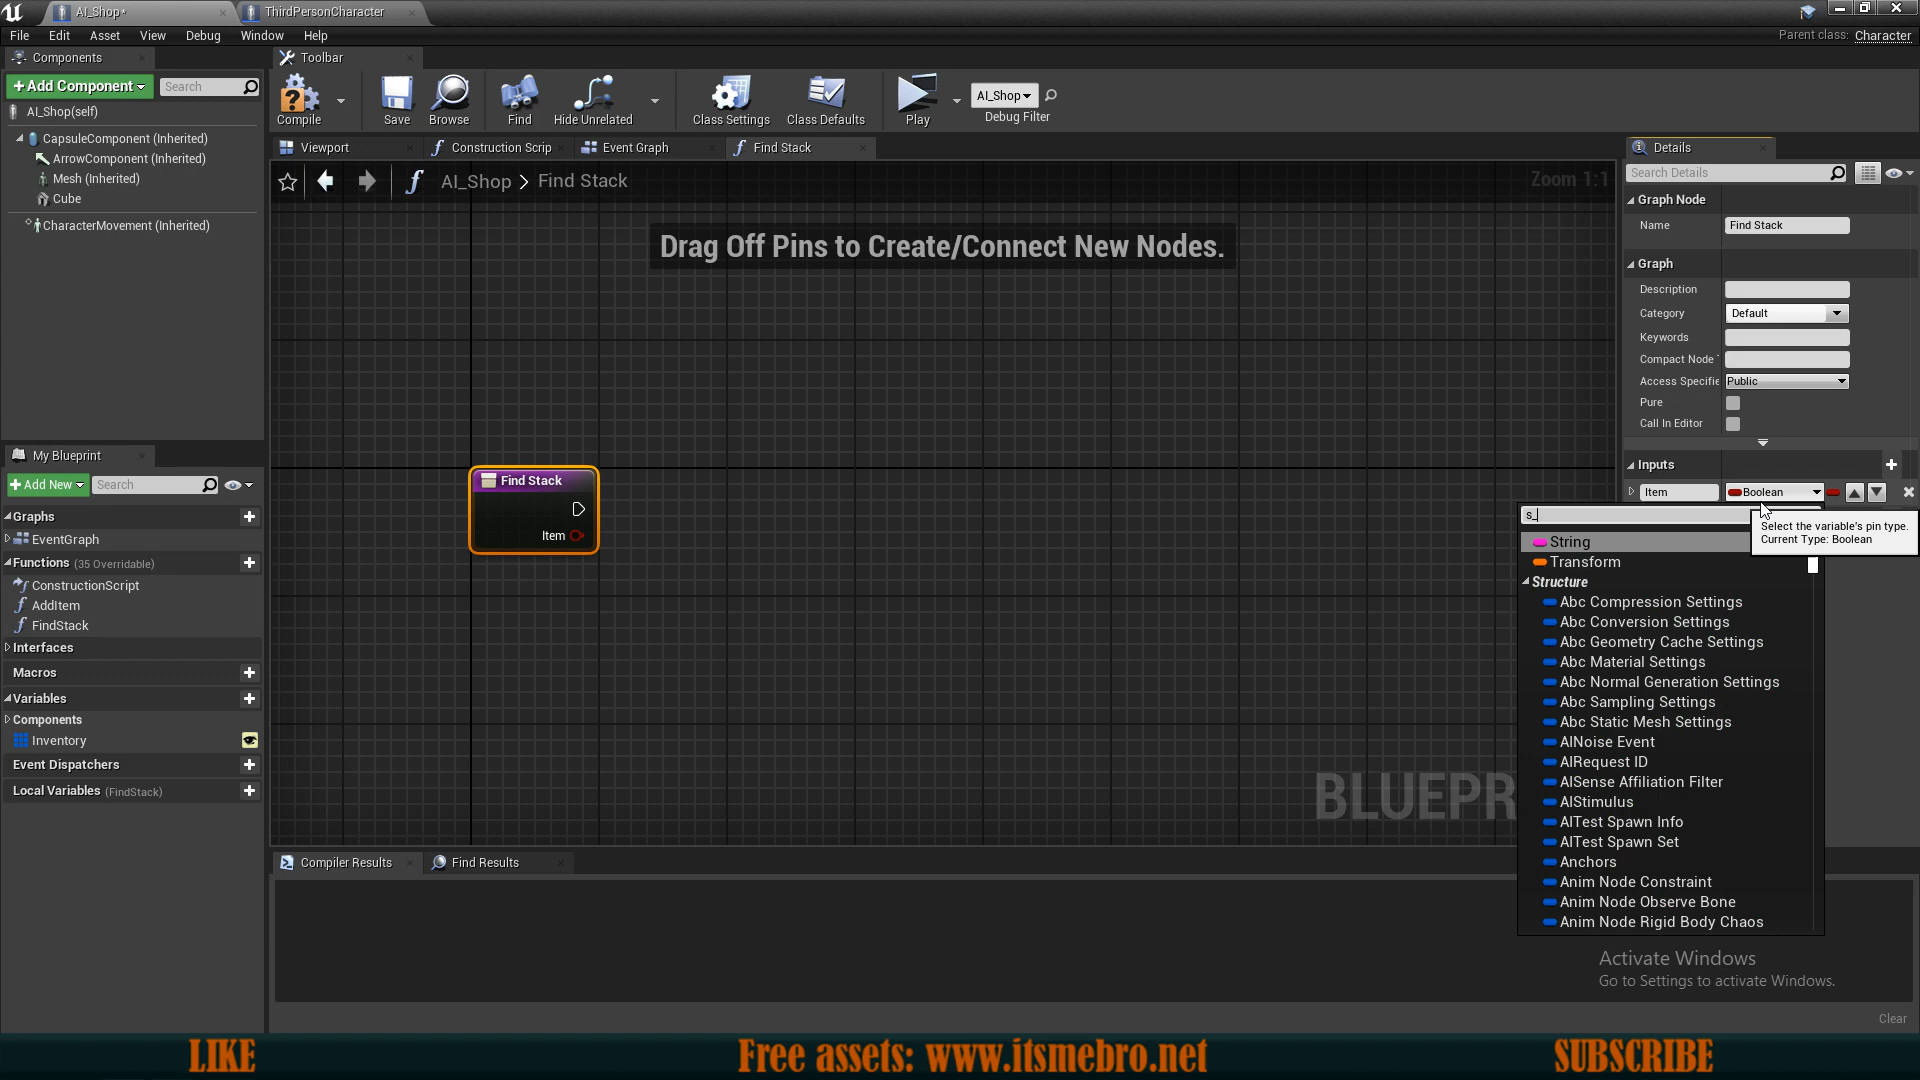 AI_Shop*
ThirdPersonCharacter
File Edit Asset View Debug Window Help
Parent class: Character
Components
Toolbar
+Add Component
Search
AI_Shop(self)
CapsuleComponent (Inherited)
ArrowComponent (Inherited)
Mesh (Inherited)
Cube
CharacterMovement (Inherited)
Compile
Save
Browse
Find
Hide Unrelated
Class Settings
Class Defaults
Play
AI_Shop
Debug Filter
Viewport
Construction Scrip
Event Graph
Find Stack
AI_Shop > Find Stack
Zoom 1:1
Drag Off Pins to Create/Connect New Nodes.
Find Stack
Item
BLUEPR
My Blueprint
+Add New
Search
Graphs
EventGraph
Functions (35 Overridable)
ConstructionScript
AddItem
FindStack
Interfaces
Macros
Variables
Components
Inventory
Event Dispatchers
Local Variables (FindStack)
Compiler Results
Find Results
Clear
Details
Search Details
Graph Node
Name Find Stack
Graph
Description
Category Default
Keywords
Compact Node
Access Specifie Public
Pure
Call In Editor
Inputs
Item Boolean
s_
Select the variable's pin type.
Current Type: Boolean
String
Transform
Structure
Abc Compression Settings
Abc Conversion Settings
Abc Geometry Cache Settings
Abc Material Settings
Abc Normal Generation Settings
Abc Sampling Settings
Abc Static Mesh Settings
AINoise Event
AIRequest ID
AISense Affiliation Filter
AIStimulus
AITest Spawn Info
AITest Spawn Set
Anchors
Anim Node Constraint
Anim Node Observe Bone
Anim Node Rigid Body Chaos
Activate Windows
Go to Settings to activate Windows.
LIKE
Free assets: www.itsmebro.net
SUBSCRIBE